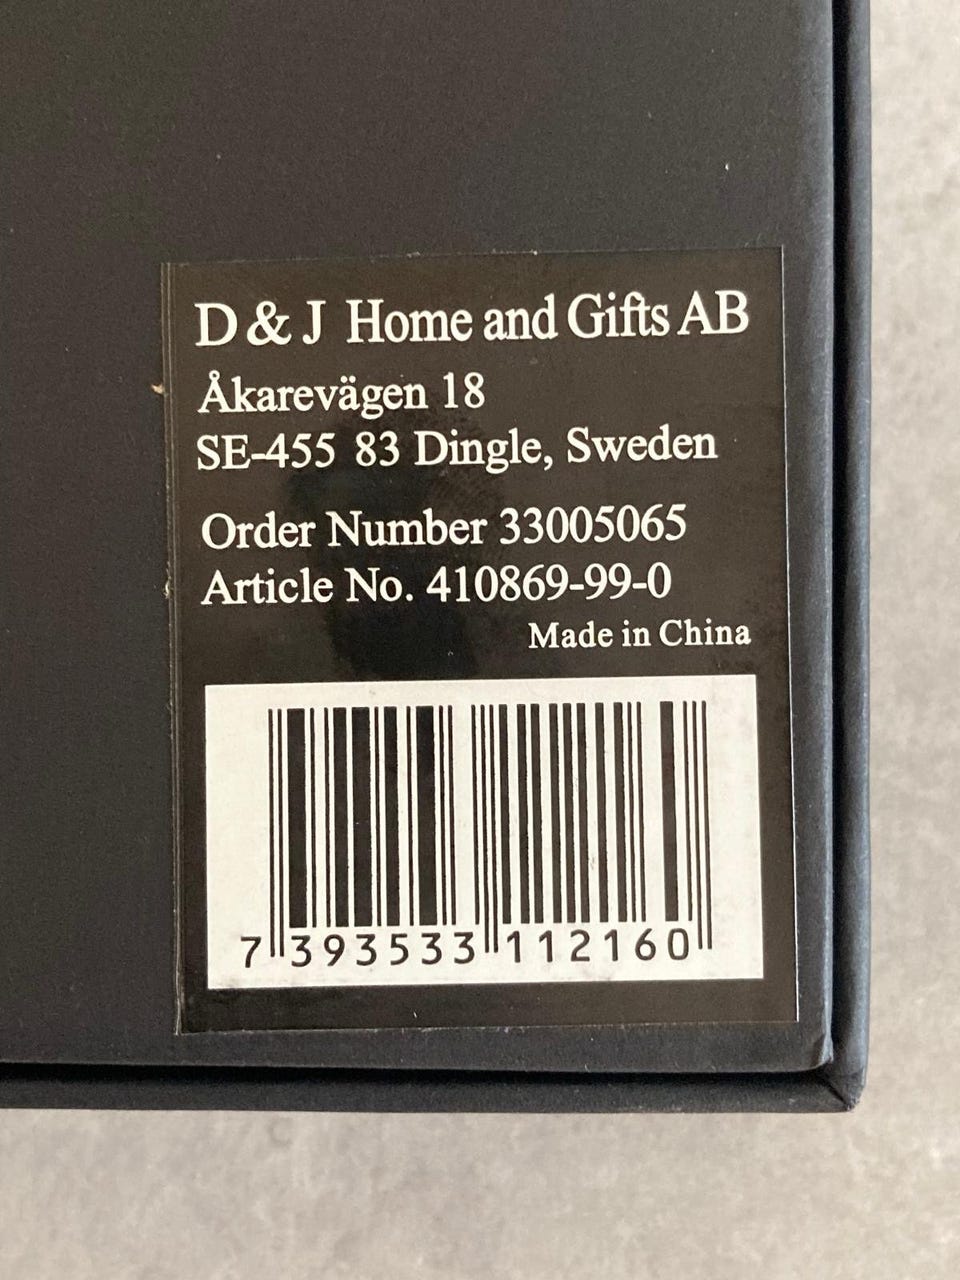 D & J Home and Gifts AB
Åkarevägen 18
SE-455 83 Dingle, Sweden
Order Number 33005065
Article No. 410869-99-0
Made in China
7 393533 112160